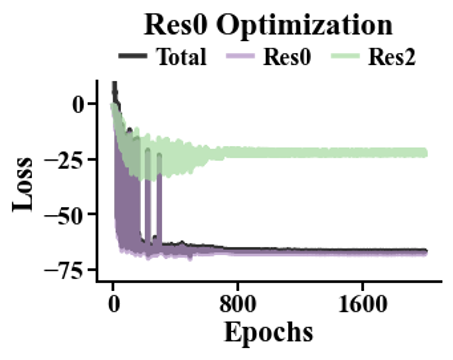 Res0 Optimization
Total Res0 Res2
0
−25
−50
−75
Loss
0 800 1600
Epochs